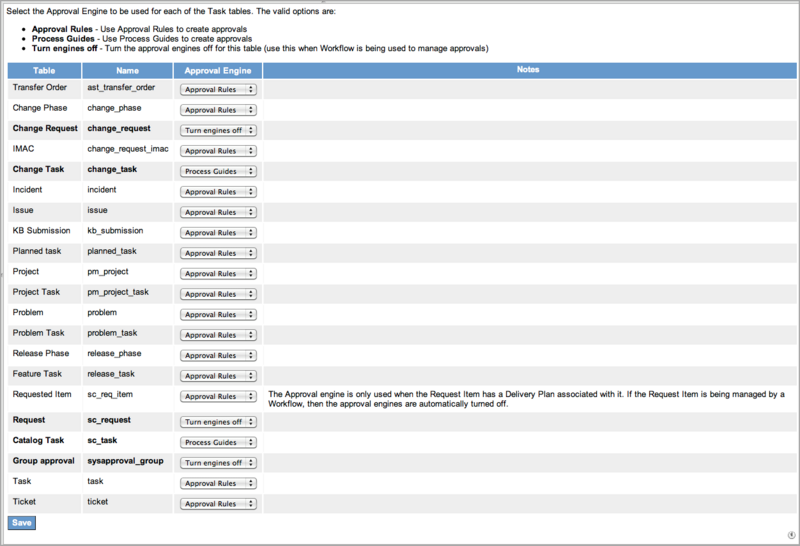 Select the Approval Engine to be used for each of the Task tables. The valid options are:
Approval Rules - Use Approval Rules to create approvals
Process Guides - Use Process Guides to create approvals
Turn engines off - Turn the approval engines off for this table (use this when Workflow is being used to manage approvals)
Table Name Approval Engine Notes
Transfer Order ast_transfer_order Approval Rules
Change Phase change_phase Approval Rules
Change Request change_request Turn engines off
IMAC change_request_imac Approval Rules
Change Task change_task Process Guides
Incident incident Approval Rules
Issue issue Approval Rules
KB Submission kb_submission Approval Rules
Planned task planned_task Approval Rules
Project pm_project Approval Rules
Project Task pm_project_task Approval Rules
Problem problem Approval Rules
Problem Task problem_task Approval Rules
Release Phase release_phase Approval Rules
Feature Task release_task Approval Rules
Requested Item sc_req_item Approval Rules The Approval engine is only used when the Request Item has a Delivery Plan associated with it. If the Request Item is being managed by a
Workflow, then the approval engines are automatically turned off.
Request sc_request Turn engines off
Catalog Task sc_task Process Guides
Group approval sysapproval_group Turn engines off
Task task Approval Rules
Ticket ticket Approval Rules
Save